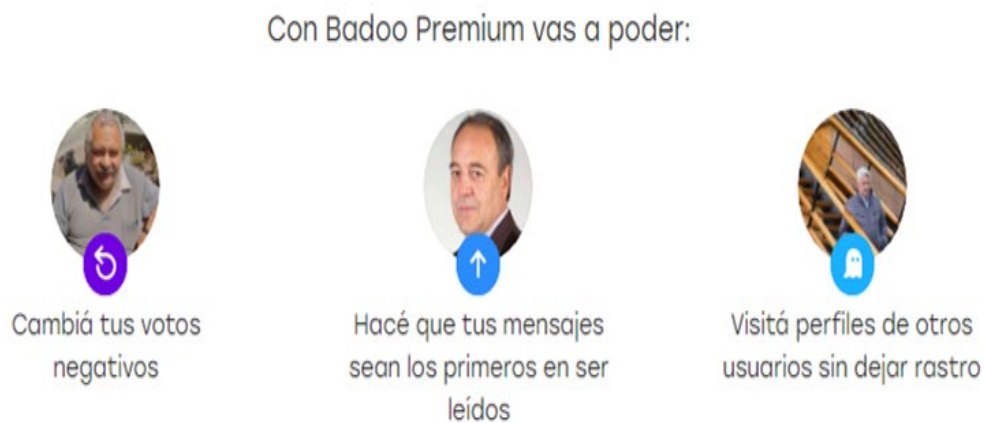 Con Badoo Premium vas a poder:
Cambiá tus votos
negativos
Hacé que tus mensajes
sean los primeros en ser
leídos
Visitá perfiles de otros
usuarios sin dejar rastro